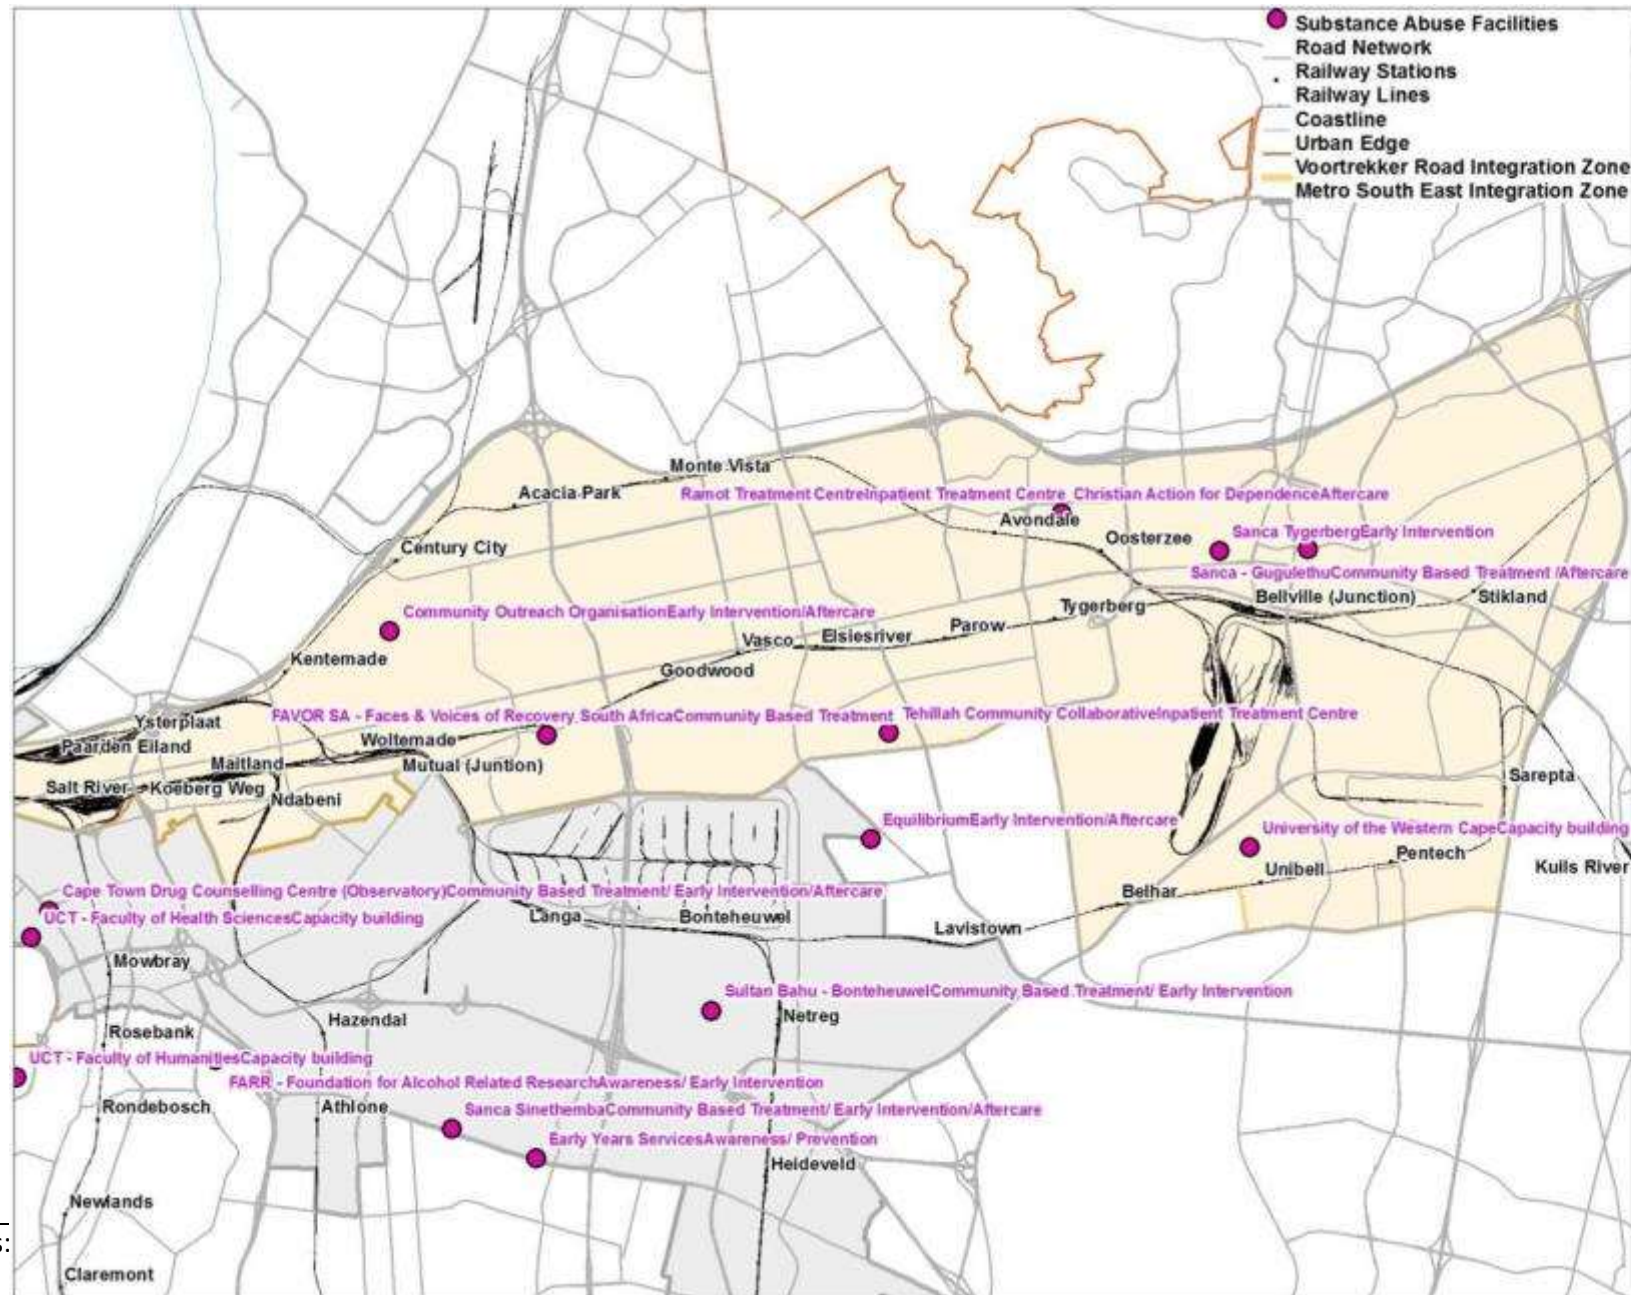 Substance Abuse Facilities
Road Network
Railway Stations
Railway Lines
Coastline
Urban Edge
Voortrekker Road Integration Zone
Metro South East Integration Zone
Monte Vista
Acacia Park
Ramot Treatment CentreInpatient Treatment Centre
Christian Action for DependenceAftercare
Avondale
Oosterzee
Sanca TygerbergEarly Intervention
Century City
Sanca - GugulethuCommunity Based Treatment /Aftercare
Bellville (Junction)
Stikland
Community Outreach OrganisationEarly Intervention/Aftercare
Tygerberg
Parow
Elsiesriver
Vasco
Kentemade
Goodwood
Ysterplaat
FAVOR SA - Faces & Voices of Recovery South AfricaCommunity Based Treatment
Tehillah Community CollaborativeInpatient Treatment Centre
Paarden Eiland
Woltemade
Maitland
Mutual (Juntion)
Salt River
Koeberg Weg
Ndabeni
Sarepta
EquilibriumEarly Intervention/Aftercare
University of the Western CapeCapacity building
Pentech
Unibell
Kuils River
Cape Town Drug Counselling Centre (Observatory)Community Based Treatment/ Early Intervention/Aftercare
Belhar
UCT - Faculty of Health SciencesCapacity building
Langa
Bonteheuwel
Lavistown
Mowbray
Sultan Bahu - BonteheuwelCommunity Based Treatment/ Early Intervention
Hazendal
Netreg
Rosebank
UCT - Faculty of HumanitiesCapacity building
FARR - Foundation for Alcohol Related ResearchAwareness/ Early Intervention
Rondebosch
Athlone
Sanca SinethembaCommunity Based Treatment/ Early Intervention/Aftercare
Early Years ServicesAwareness/ Prevention
Heideveld
Newlands
Claremont